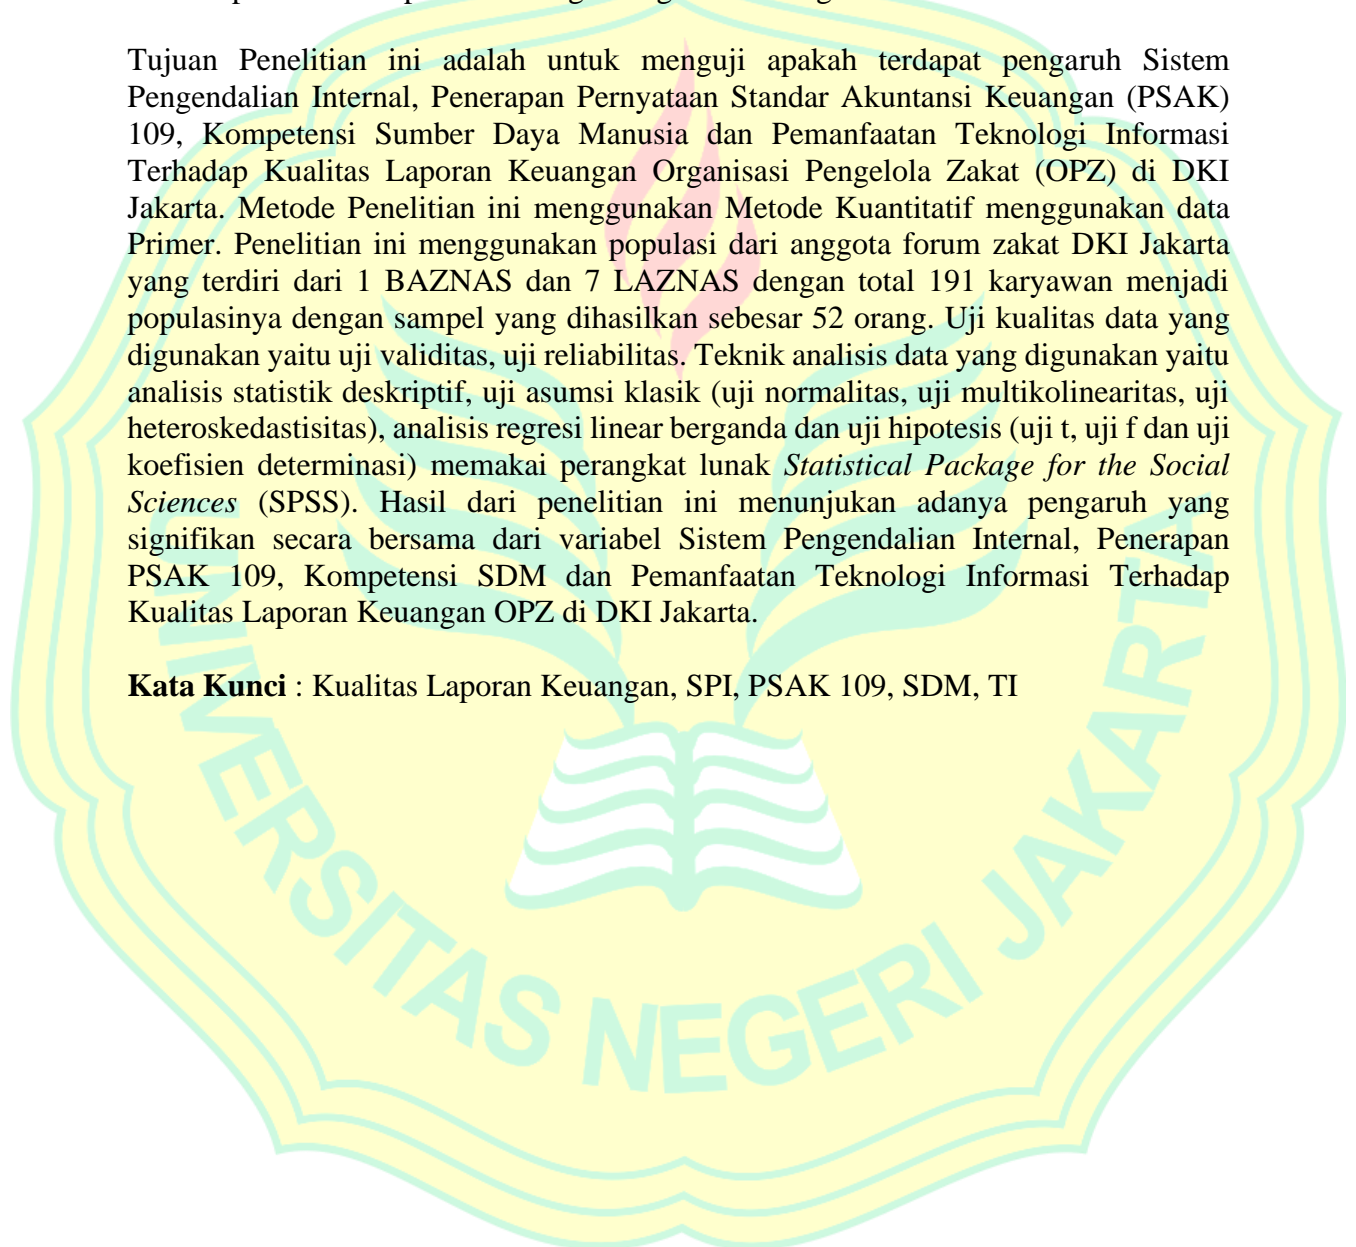 Tujuan Penelitian ini adalah untuk menguji apakah terdapat pengaruh Sistem
Pengendalian Internal, Penerapan Pernyataan Standar Akuntansi Keuangan (PSAK)
109, Kompetensi Sumber Daya Manusia dan Pemanfaatan Teknologi Informasi
Terhadap Kualitas Laporan Keuangan Organisasi Pengelola Zakat (OPZ) di DKI
Jakarta. Metode Penelitian ini menggunakan Metode Kuantitatif menggunakan data
Primer. Penelitian ini menggunakan populasi dari anggota forum zakat DKI Jakarta
yang terdiri dari 1 BAZNAS dan 7 LAZNAS dengan total 191 karyawan menjadi
populasinya dengan sampel yang dihasilkan sebesar 52 orang. Uji kualitas data yang
digunakan yaitu uji validitas, uji reliabilitas. Teknik analisis data yang digunakan yaitu
analisis statistik deskriptif, uji asumsi klasik (uji normalitas, uji multikolinearitas, uji
heteroskedastisitas), analisis regresi linear berganda dan uji hipotesis (uji t, uji f dan uji
koefisien determinasi) memakai perangkat lunak Statistical Package for the Social
Sciences (SPSS). Hasil dari penelitian ini menunjukan adanya pengaruh yang
signifikan secara bersama dari variabel Sistem Pengendalian Internal, Penerapan
PSAK 109, Kompetensi SDM dan Pemanfaatan Teknologi Informasi Terhadap
Kualitas Laporan Keuangan OPZ di DKI Jakarta.
Kata Kunci : Kualitas Laporan Keuangan, SPI, PSAK 109, SDM, TI
UNIVERSITAS NEGERI JAKARTA